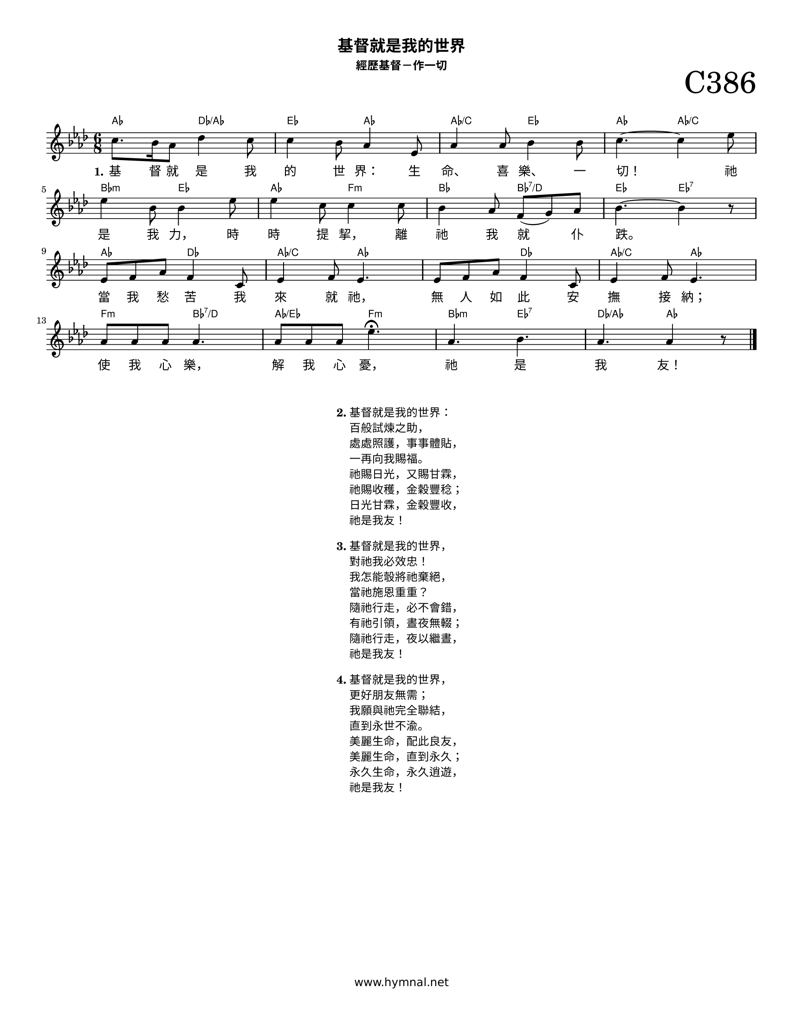 基督就是我的世界
經歷基督－作一切
C386
A♭ D♭/A♭ E♭ A♭ A♭/C E♭ A♭ A♭/C
1. 基 督 就 是 我 的 世 界： 生 命、 喜 樂、 一 切！ 祂
5 B♭m E♭ A♭ Fm B♭ B♭7/D E♭ E♭7
是 我 力， 時 時 提 挈， 離 祂 我 就 仆 跌。
9 A♭ D♭ A♭/C A♭ D♭ A♭/C A♭
當 我 愁 苦 我 來 就 祂， 無 人 如 此 安 撫 接 納；
13 Fm B♭7/D A♭/E♭ Fm B♭m E♭7 D♭/A♭ A♭
使 我 心 樂， 解 我 心 憂， 祂 是 我 友！
2. 基督就是我的世界：
百般試煉之助，
處處照護，事事體貼，
一再向我賜福。
祂賜日光，又賜甘霖，
祂賜收穫，金穀豐稔；
日光甘霖，金穀豐收，
祂是我友！
3. 基督就是我的世界，
對祂我必效忠！
我怎能彀將祂棄絕，
當祂施恩重重？
隨祂行走，必不會錯，
有祂引領，晝夜無輟；
隨祂行走，夜以繼晝，
祂是我友！
4. 基督就是我的世界，
更好朋友無需；
我願與祂完全聯結，
直到永世不渝。
美麗生命，配此良友，
美麗生命，直到永久；
永久生命，永久逍遊，
祂是我友！
www.hymnal.net